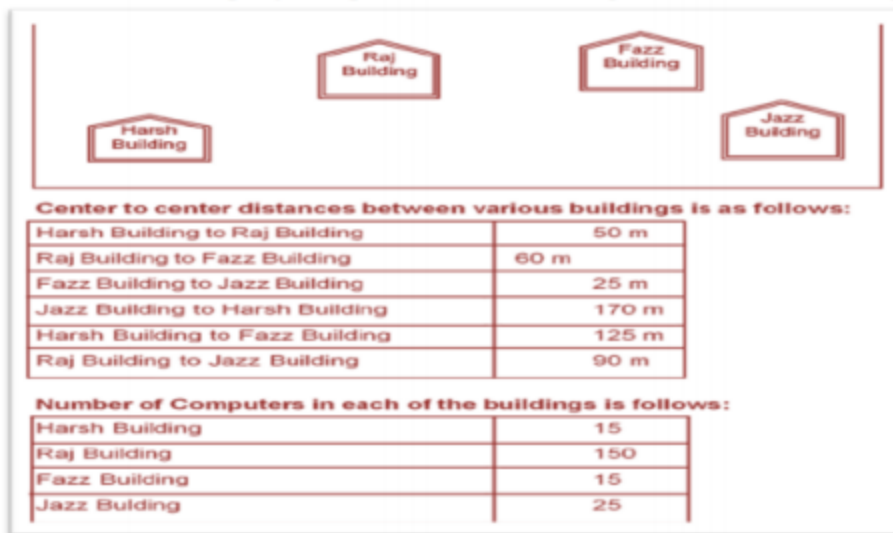 Raj
Building
Fazz
Building
Harsh
Building
Jazz
Building
Center to center distances between various buildings is as follows:
Harsh Building to Raj Building 50 m
Raj Building to Fazz Building 60 m
Fazz Building to Jazz Building 25 m
Jazz Building to Harsh Building 170 m
Harsh Building to Fazz Building 125 m
Raj Building to Jazz Building 90 m
Number of Computers in each of the buildings is follows:
Harsh Building 15
Raj Building 150
Fazz Building 15
Jazz Bulding 25